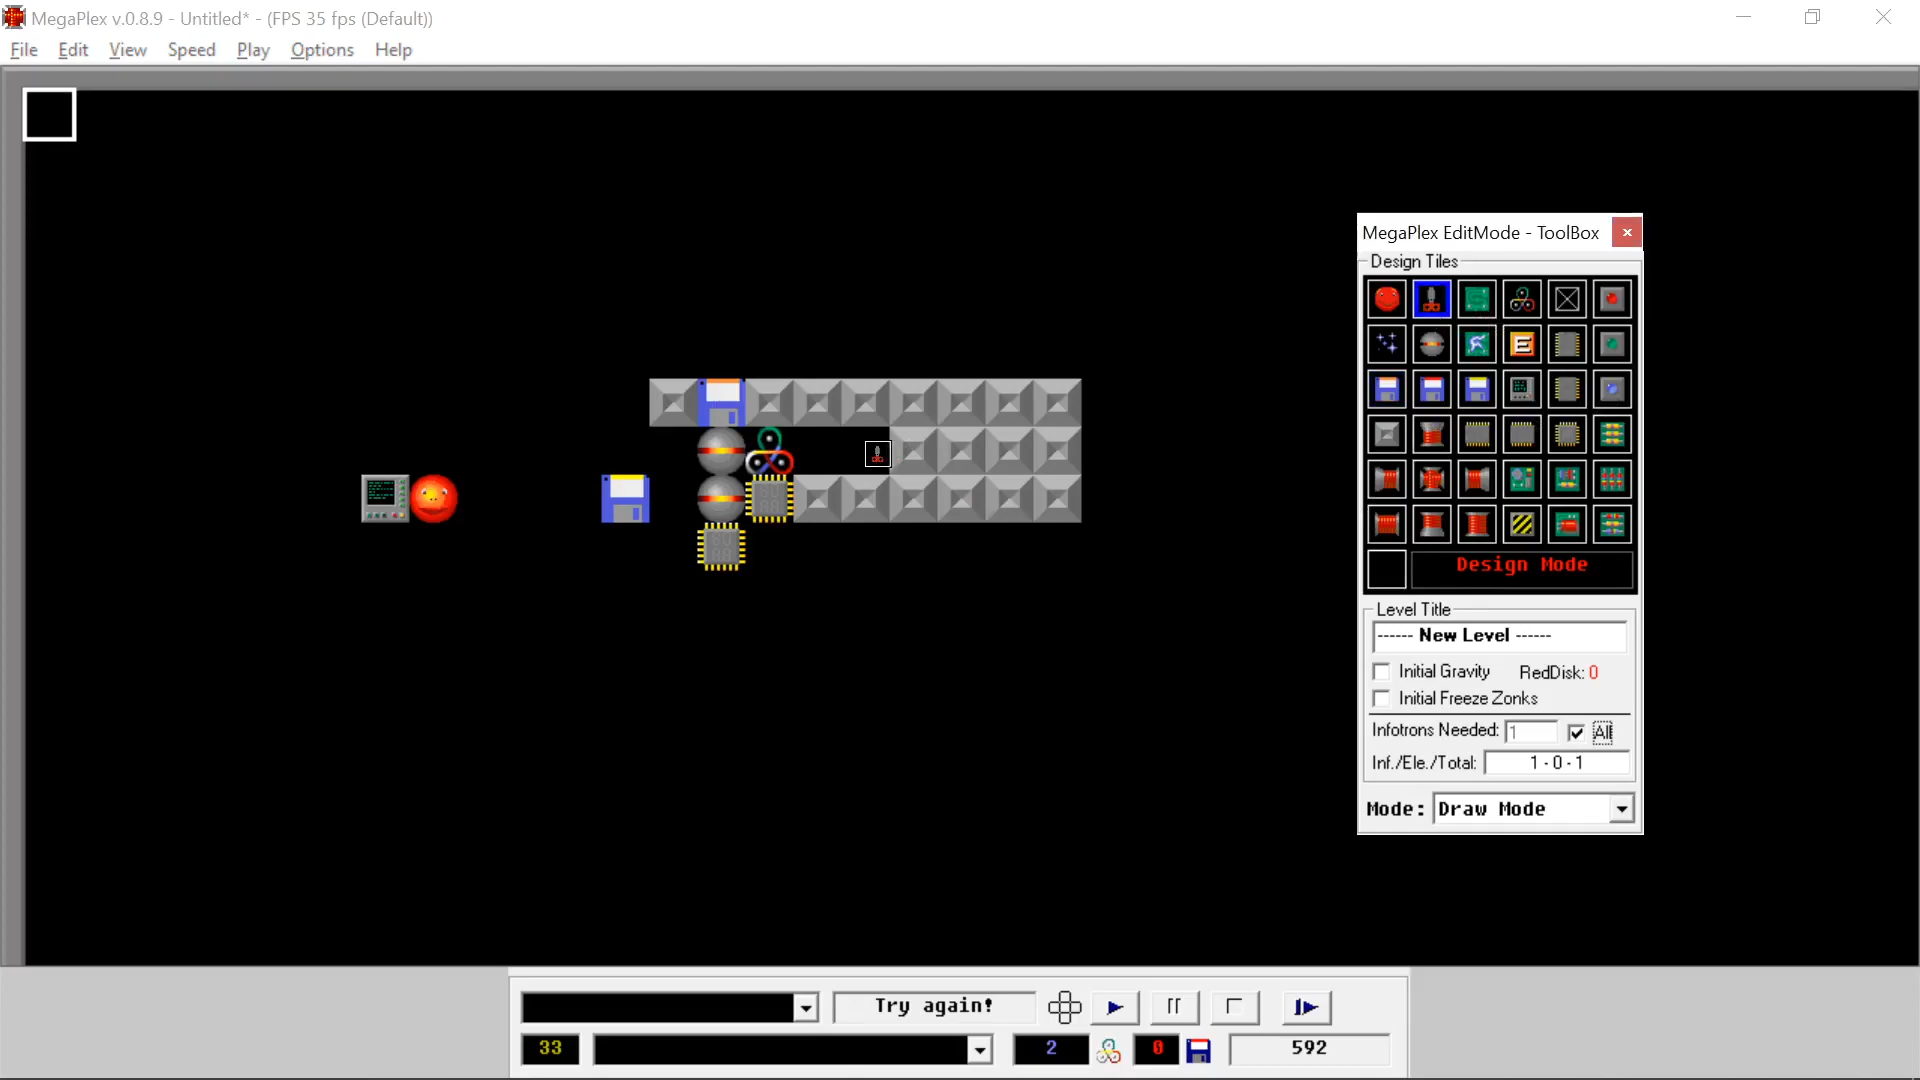 MegaPlex v.0.8.9 - Untitled* - (FPS 35 fps (Default))
File Edit View Speed Play Options Help
MegaPlex EditMode - ToolBox
Design Tiles
E
Design Mode
Level Title
------ New Level ------
Initial Gravity RedDisk: 0
Initial Freeze Zonks
Infotrons Needed: 1 All
Inf./Ele./Total: 1 - 0 - 1
Mode: Draw Mode
Try again!
33 2 0 592